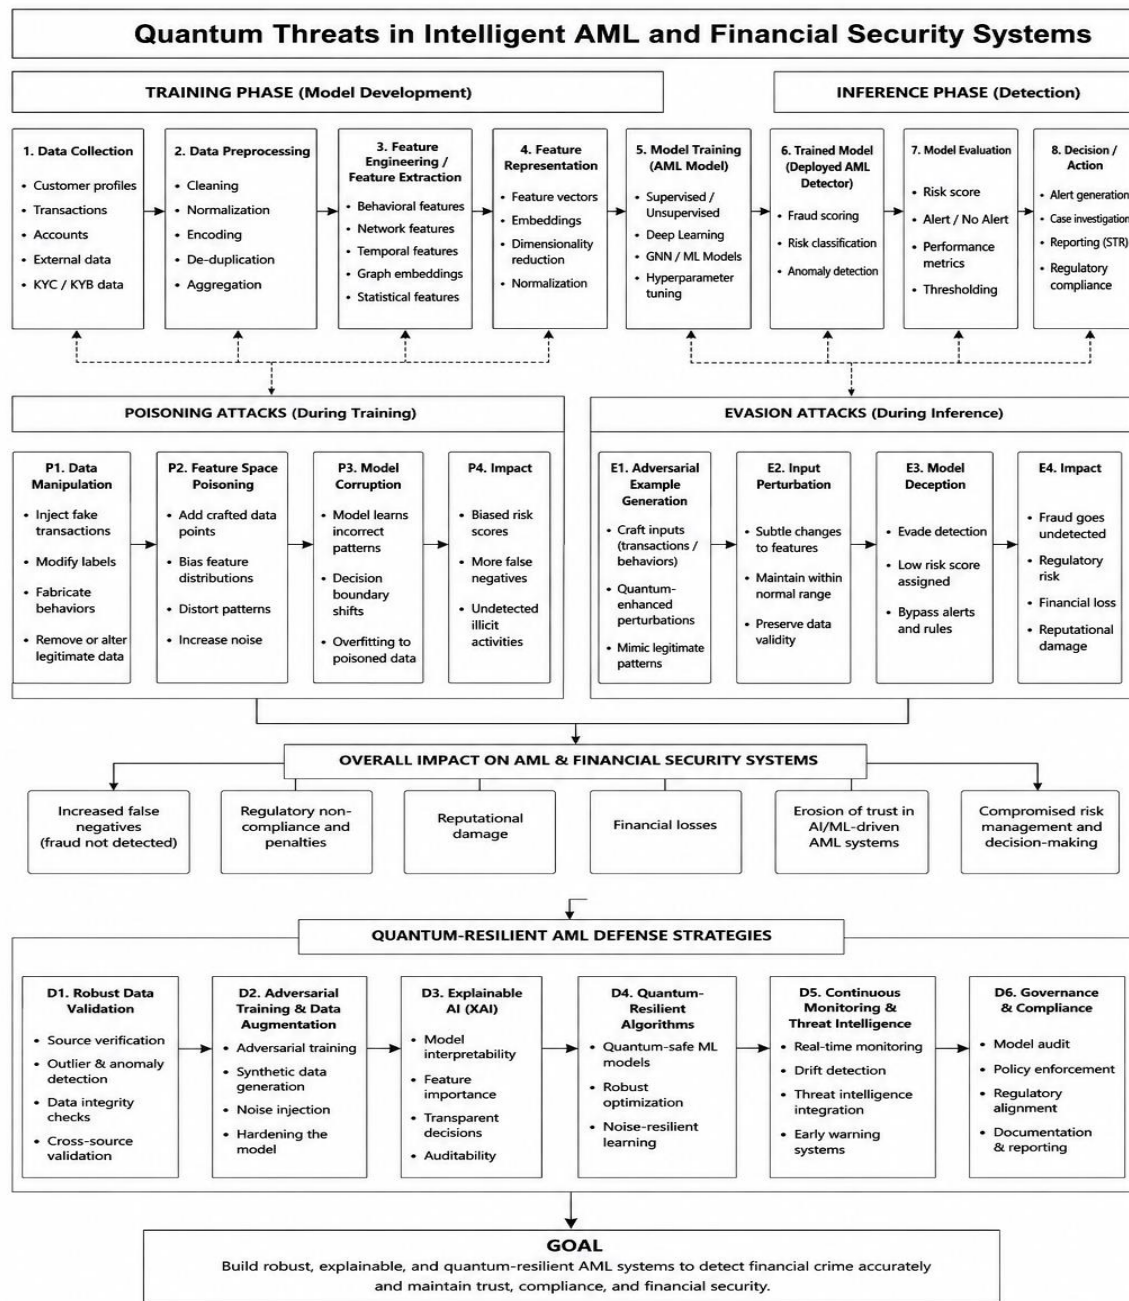 Quantum Threats in Intelligent AML and Financial Security Systems
TRAINING PHASE (Model Development)
INFERENCE PHASE (Detection)
1. Data Collection
• Customer profiles
• Transactions
• Accounts
• External data
• KYC / KYB data
2. Data Preprocessing
• Cleaning
• Normalization
• Encoding
• De-duplication
• Aggregation
3. Feature
Engineering /
Feature Extraction
• Behavioral features
• Network features
• Temporal features
• Graph embeddings
• Statistical features
4. Feature
Representation
• Feature vectors
• Embeddings
• Dimensionality
reduction
• Normalization
5. Model Training
(AML Model)
• Supervised /
Unsupervised
• Deep Learning
• GNN / ML Models
• Hyperparameter
tuning
6. Trained Model
(Deployed AML
Detector)
• Fraud scoring
• Risk classification
• Anomaly detection
7. Model Evaluation
• Risk score
• Alert / No Alert
• Performance
metrics
• Thresholding
8. Decision /
Action
• Alert generation
• Case investigation
• Reporting (STR)
• Regulatory
compliance
POISONING ATTACKS (During Training)
P1. Data
Manipulation
• Inject fake
transactions
• Modify labels
• Fabricate
behaviors
• Remove or alter
legitimate data
P2. Feature Space
Poisoning
• Add crafted data
points
• Bias feature
distributions
• Distort patterns
• Increase noise
P3. Model
Corruption
• Model learns
incorrect
patterns
• Decision
boundary
shifts
• Overfitting to
poisoned data
P4. Impact
• Biased risk
scores
• More false
negatives
• Undetected
illicit
activities
EVASION ATTACKS (During Inference)
E1. Adversarial
Example
Generation
• Craft inputs
(transactions /
behaviors)
• Quantum-
enhanced
perturbations
• Mimic legitimate
patterns
E2. Input
Perturbation
• Subtle changes
to features
• Maintain within
normal range
• Preserve data
validity
E3. Model
Deception
• Evade detection
• Low risk score
assigned
• Bypass alerts
and rules
E4. Impact
• Fraud goes
undetected
• Regulatory
risk
• Financial loss
• Reputational
damage
OVERALL IMPACT ON AML & FINANCIAL SECURITY SYSTEMS
Increased false
negatives
(fraud not detected)
Regulatory non-
compliance and
penalties
Reputational
damage
Financial losses
Erosion of trust in
AI/ML-driven
AML systems
Compromised risk
management and
decision-making
QUANTUM-RESILIENT AML DEFENSE STRATEGIES
D1. Robust Data
Validation
• Source verification
• Outlier & anomaly
detection
• Data integrity
checks
• Cross-source
validation
D2. Adversarial
Training & Data
Augmentation
• Adversarial training
• Synthetic data
generation
• Noise injection
• Hardening the
model
D3. Explainable
AI (XAI)
• Model
interpretability
• Feature
importance
• Transparent
decisions
• Auditability
D4. Quantum-
Resilient
Algorithms
• Quantum-safe ML
models
• Robust
optimization
• Noise-resilient
learning
D5. Continuous
Monitoring &
Threat Intelligence
• Real-time monitoring
• Drift detection
• Threat intelligence
integration
• Early warning
systems
D6. Governance
& Compliance
• Model audit
• Policy enforcement
• Regulatory
alignment
• Documentation
& reporting
GOAL
Build robust, explainable, and quantum-resilient AML systems to detect financial crime accurately
and maintain trust, compliance, and financial security.